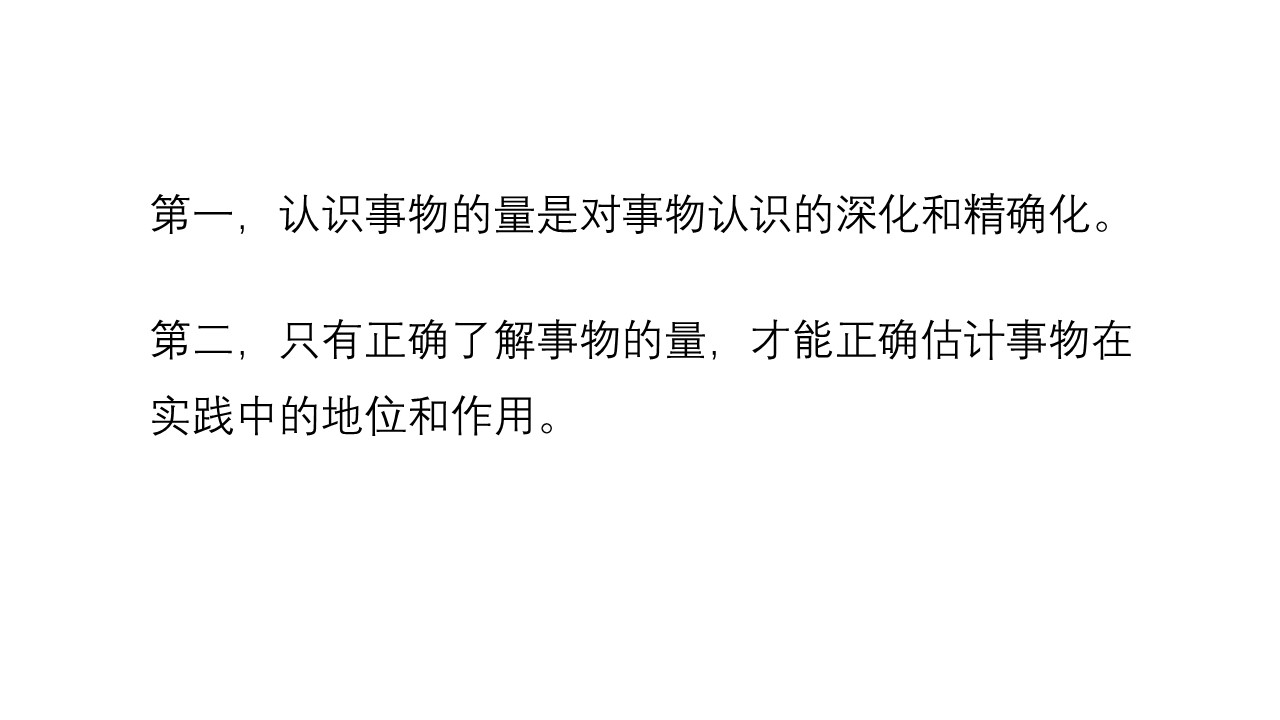 第一，认识事物的量是对事物认识的深化和精确化。
第二，只有正确了解事物的量，才能正确估计事物在
实践中的地位和作用。